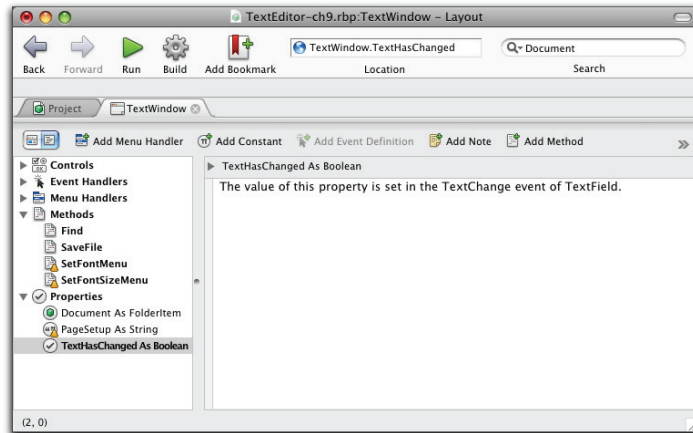 TextEditor-ch9.rbp:TextWindow – Layout
TextWindow.TextHasChanged
Document
Back Forward Run Build Add Bookmark Location Search
Project TextWindow
Add Menu Handler Add Constant Add Event Definition Add Note Add Method
Controls
Event Handlers
Menu Handlers
Methods
Find
SaveFile
SetFontMenu
SetFontSizeMenu
Properties
Document As FolderItem
PageSetup As String
TextHasChanged As Boolean
TextHasChanged As Boolean
The value of this property is set in the TextChange event of TextField.
(2, 0)